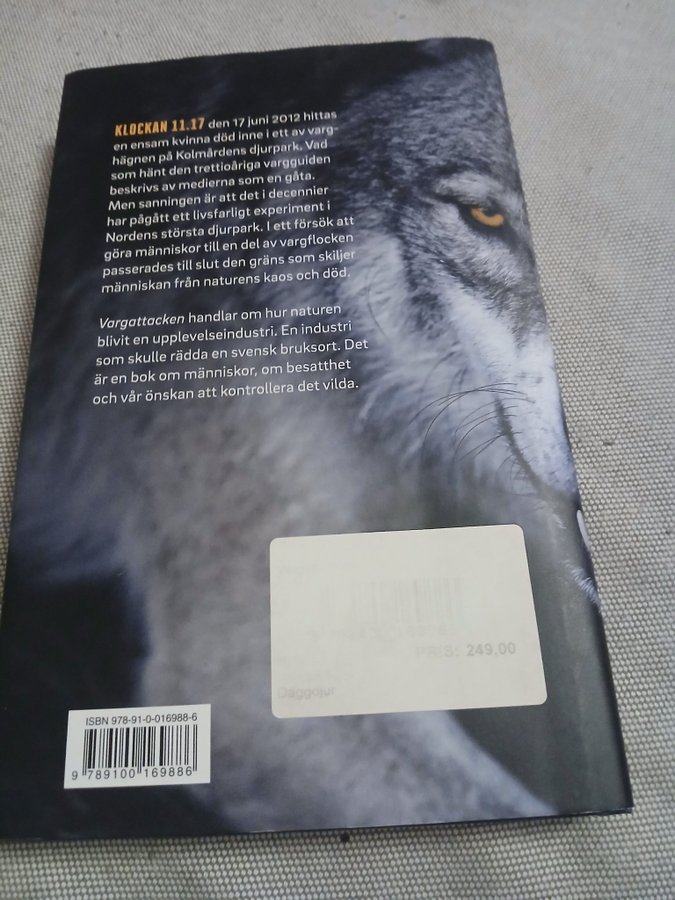 KLOCKAN 11.17 den 17 juni 2012 hittas
en ensam kvinna död inne i ett av varg-
hägnen på Kolmårdens djurpark. Vad
som hänt den trettioåriga vargguiden
beskrivs av medierna som en gåta.
Men sanningen är att det i decennier
har pågått ett livsfarligt experiment i
Nordens största djurpark. I ett försök att
göra människor till en del av vargflocken
passerades till slut den gräns som skiljer
människan från naturens kaos och död.
Vargattacken handlar om hur naturen
blivit en upplevelseindustri. En industri
som skulle rädda en svensk bruksort. Det
är en bok om människor, om besatthet
och vår önskan att kontrollera det vilda.
PRIS: 249.00
Däggdjur
ISBN 978-91-0-016988-6
9 789100 169886